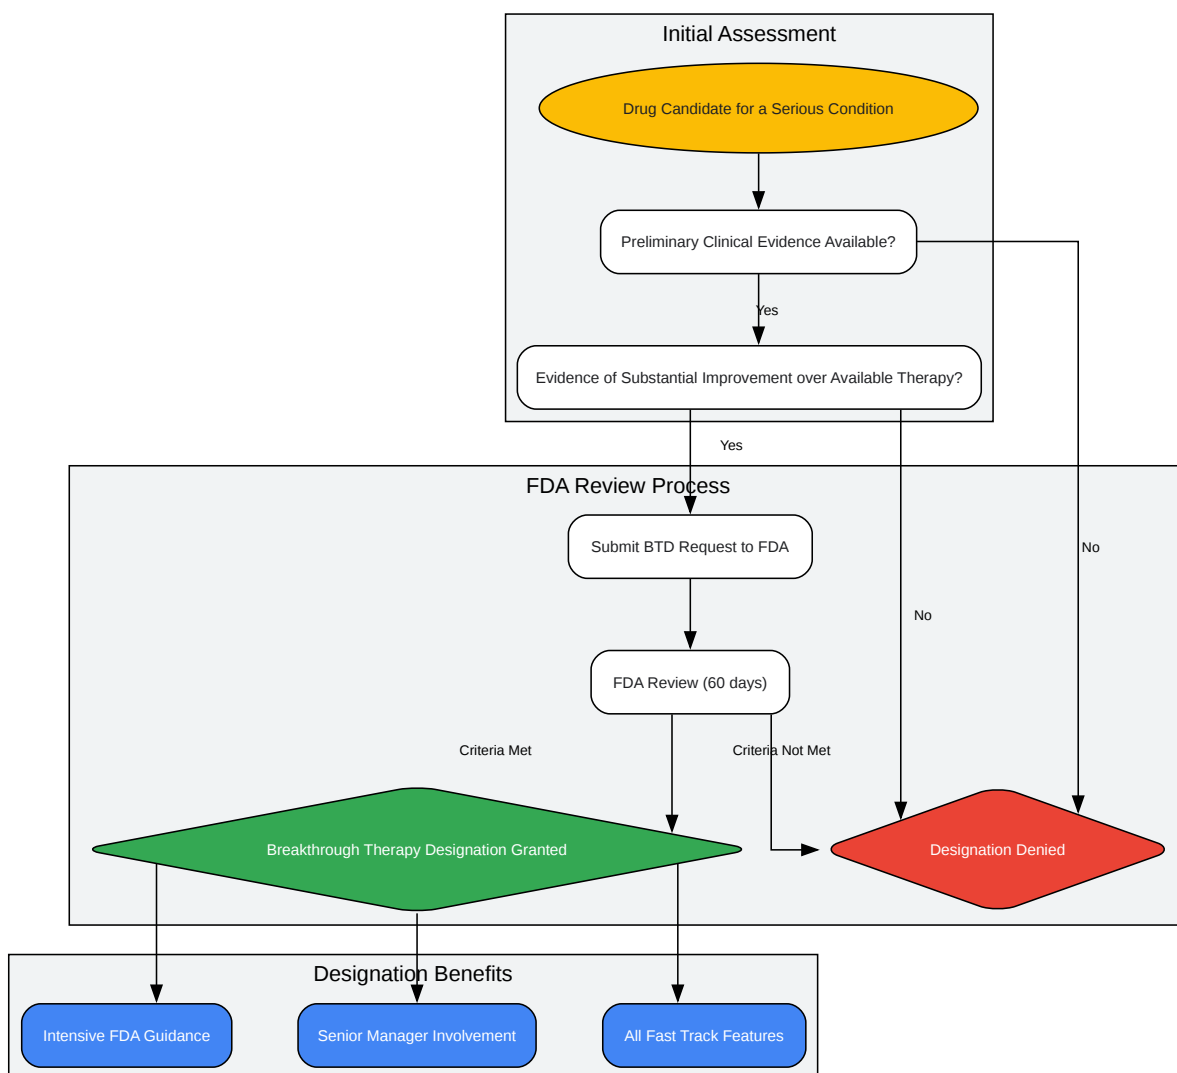 Initial Assessment
Drug Candidate for a Serious Condition
Preliminary Clinical Evidence Available?
Yes
Evidence of Substantial Improvement over Available Therapy?
Yes
FDA Review Process
Submit BTD Request to FDA
No
No
FDA Review (60 days)
Criteria Met
Criteria Not Met
Breakthrough Therapy Designation Granted
Designation Denied
Designation Benefits
Intensive FDA Guidance
Senior Manager Involvement
All Fast Track Features